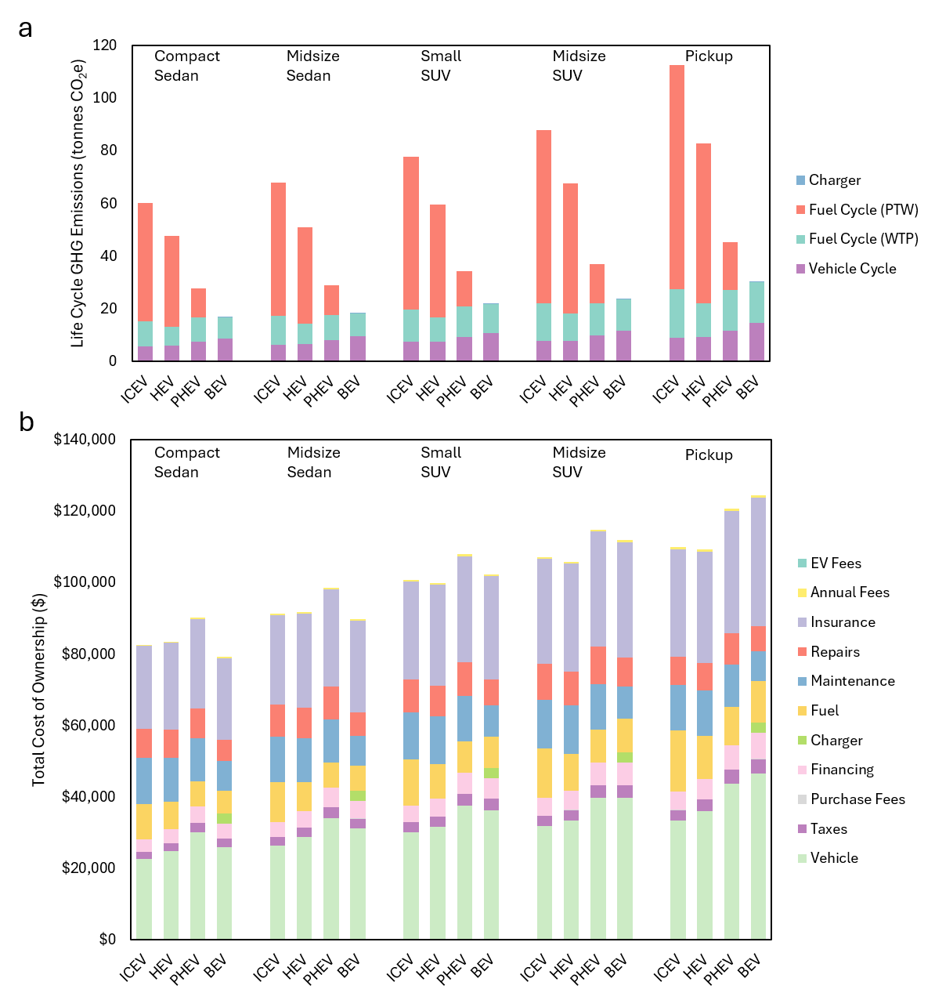 a
Life Cycle GHG Emissions (tonnes CO₂e)
120
100
80
60
40
20
0
Compact
Sedan
Midsize
Sedan
Small
SUV
Midsize
SUV
Pickup
ICEV HEV PHEV BEV
ICEV HEV PHEV BEV
ICEV HEV PHEV BEV
ICEV HEV PHEV BEV
ICEV HEV PHEV BEV
Charger
Fuel Cycle (PTW)
Fuel Cycle (WTP)
Vehicle Cycle
b
Total Cost of Ownership ($)
$140,000
$120,000
$100,000
$80,000
$60,000
$40,000
$20,000
$0
Compact
Sedan
Midsize
Sedan
Small
SUV
Midsize
SUV
Pickup
ICEV HEV PHEV BEV
ICEV HEV PHEV BEV
ICEV HEV PHEV BEV
ICEV HEV PHEV BEV
ICEV HEV PHEV BEV
EV Fees
Annual Fees
Insurance
Repairs
Maintenance
Fuel
Charger
Financing
Purchase Fees
Taxes
Vehicle